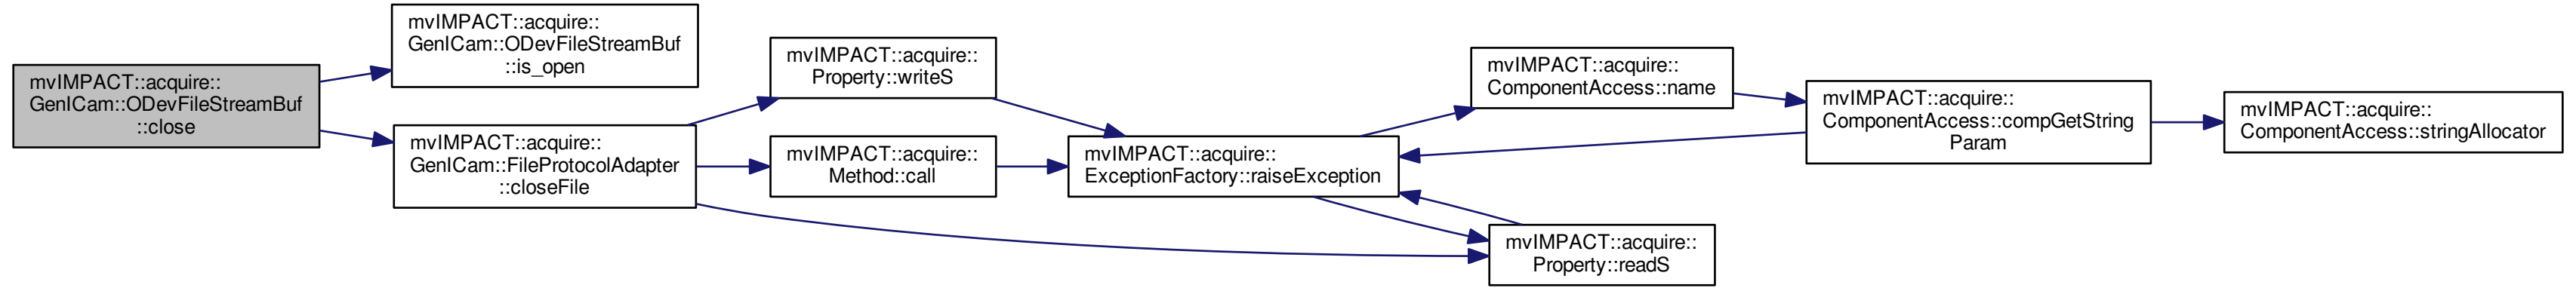 mvIMPACT::acquire::
GenICam::ODevFileStreamBuf
::close
mvIMPACT::acquire::
GenICam::ODevFileStreamBuf
::is_open
mvIMPACT::acquire::
GenICam::FileProtocolAdapter
::closeFile
mvIMPACT::acquire::
Property::writeS
mvIMPACT::acquire::
Method::call
mvIMPACT::acquire::
ExceptionFactory::raiseException
mvIMPACT::acquire::
ComponentAccess::name
mvIMPACT::acquire::
Property::readS
mvIMPACT::acquire::
ComponentAccess::compGetString
Param
mvIMPACT::acquire::
ComponentAccess::stringAllocator